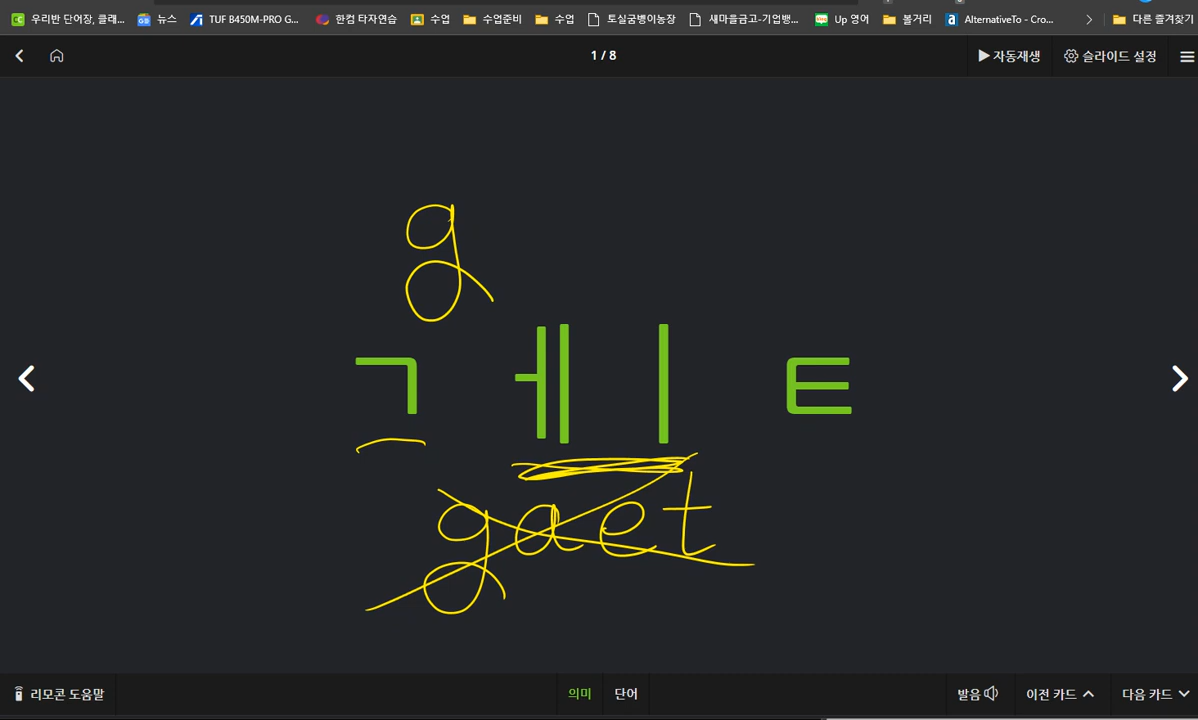 우리반 단어장, 클래... 뉴스 TUF B450M-PRO G... 한컴 타자연습 수업 수업준비 수업 토실굼벵이농장 새마을금고-기업뱅... Up 영어 볼거리 AlternativeTo - Cro... 다른 즐겨찾기
1 / 8 ▶자동재생 슬라이드 설정
g
ㄱ ㅔㅣ ㅌ
gaet
리모콘 도움말 의미 단어 발음 이전 카드 다음 카드